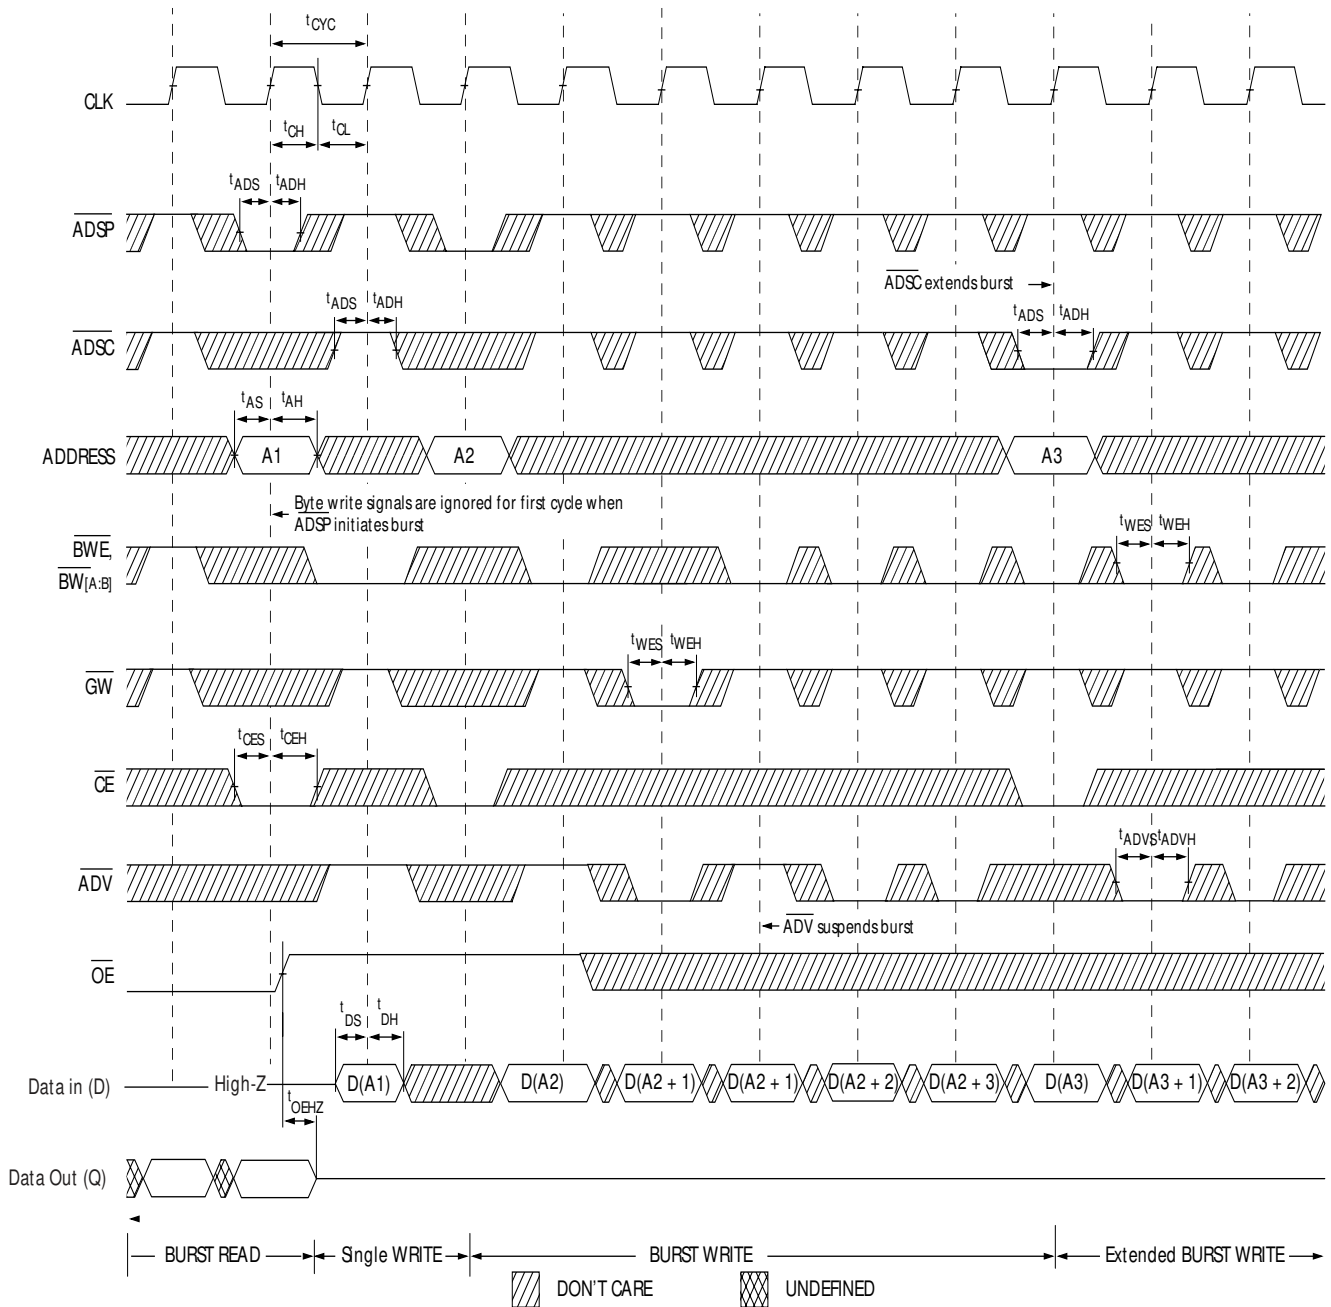 tCYC
CLK
tCH tCL
tADS tADH
ADSP
ADSC extends burst
tADS tADH
tADS tADH
ADSC
tAS tAH
ADDRESS A1 A2 A3
Byte write signals are ignored for first cycle when
ADSP initiates burst
tWES tWEH
BWE,
BW[A:B]
tWES tWEH
GW
tCES tCEH
CE
tADVS tADVH
ADV
ADV suspends burst
OE
tDS tDH
Data in (D) High-Z D(A1) D(A2) D(A2 + 1) D(A2 + 1) D(A2 + 2) D(A2 + 3) D(A3) D(A3 + 1) D(A3 + 2)
tOEHZ
Data Out (Q)
BURST READ Single WRITE BURST WRITE Extended BURST WRITE
DON'T CARE UNDEFINED